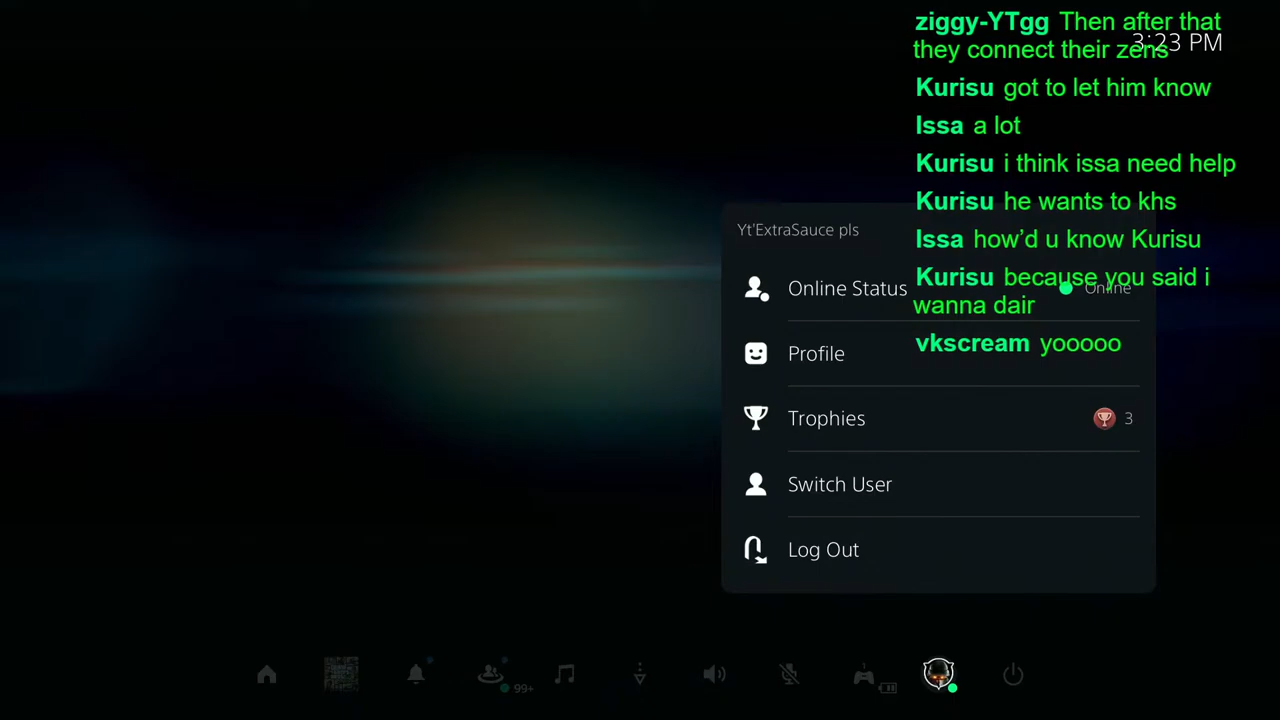 ziggy-YTgg Then after that
they connect their zens
3:23 PM
Kurisu got to let him know
Issa a lot
Kurisu i think issa need help
Kurisu he wants to khs
Issa how'd u know Kurisu
Kurisu because you said i
wanna dair
vkscream yooooo
Yt'ExtraSauce pls
Online Status Online
Profile
Trophies 3
Switch User
Log Out
99+
1